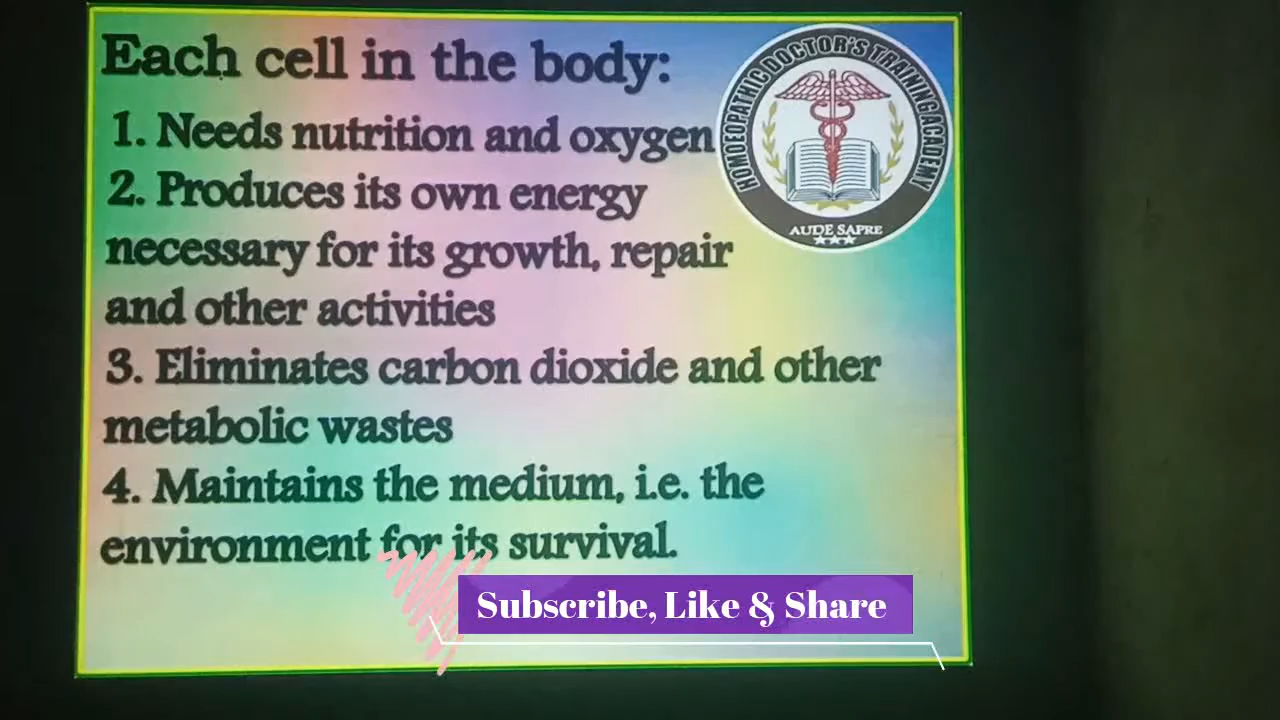 Each cell in the body:
1. Needs nutrition and oxygen
2. Produces its own energy
necessary for its growth, repair
and other activities
3. Eliminates carbon dioxide and other
metabolic wastes
4. Maintains the medium, i.e. the
environment for its survival.
HOMOEOPATHIC DOCTOR'S TRAINING ACADEMY
AUDE SAPRE
Subscribe, Like & Share